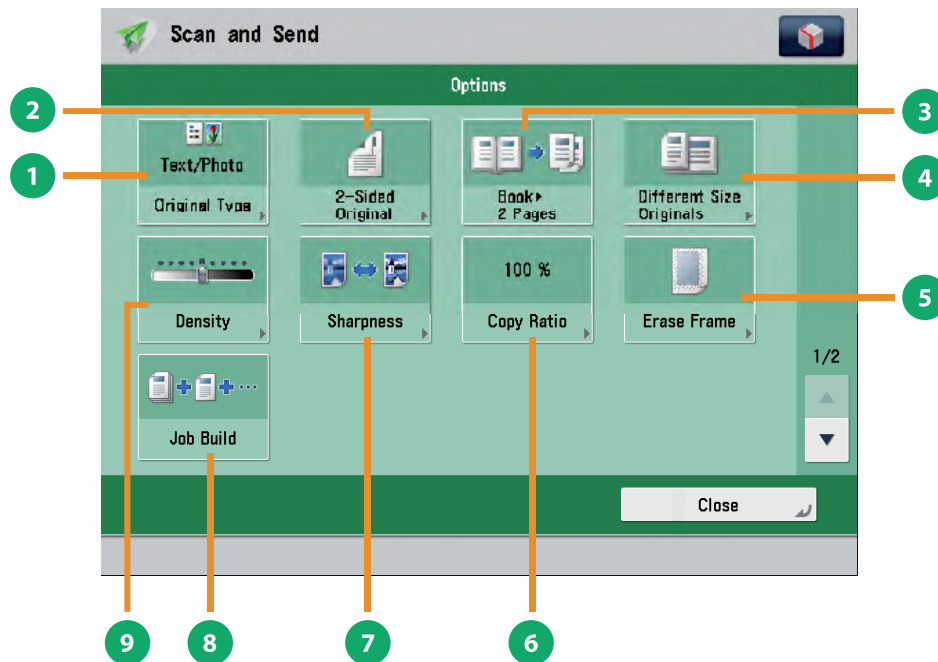 Scan and Send
Options
2
3
1
4
Text/Photo
Original Type
2-Sided
Original
Book▸
2 Pages
Different Size
Originals
5
100 %
Density
Sharpness
Copy Ratio
Erase Frame
1/2
Job Build
Close
9
8
7
6